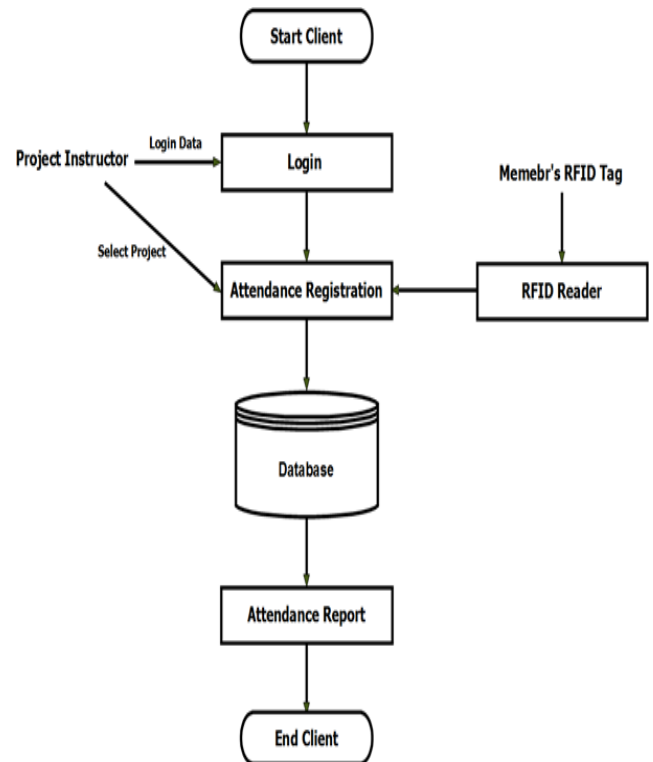 Start Client
Login Data
Project Instructor
Login
Memebr's RFID Tag
Select Project
Attendance Registration
RFID Reader
Database
Attendance Report
End Client